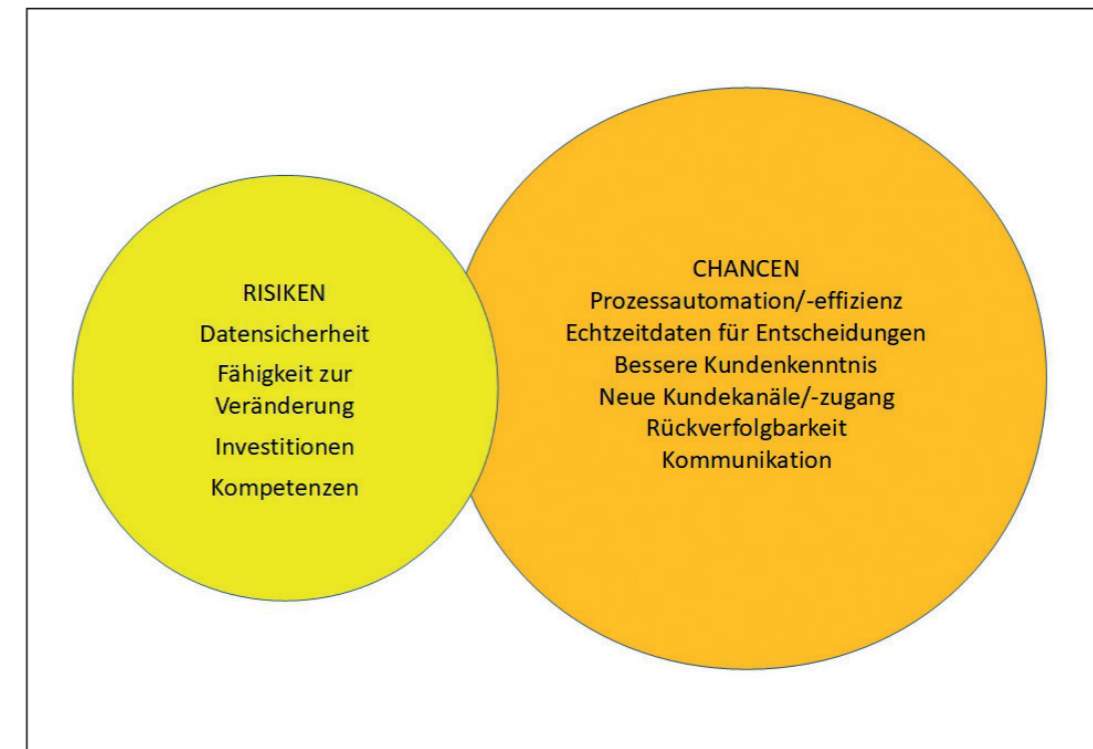 RISIKEN
Datensicherheit
Fähigkeit zur
Veränderung
Investitionen
Kompetenzen
CHANCEN
Prozessautomation/-effizienz
Echtzeitdaten für Entscheidungen
Bessere Kundenkenntnis
Neue Kundekanäle/-zugang
Rückverfolgbarkeit
Kommunikation